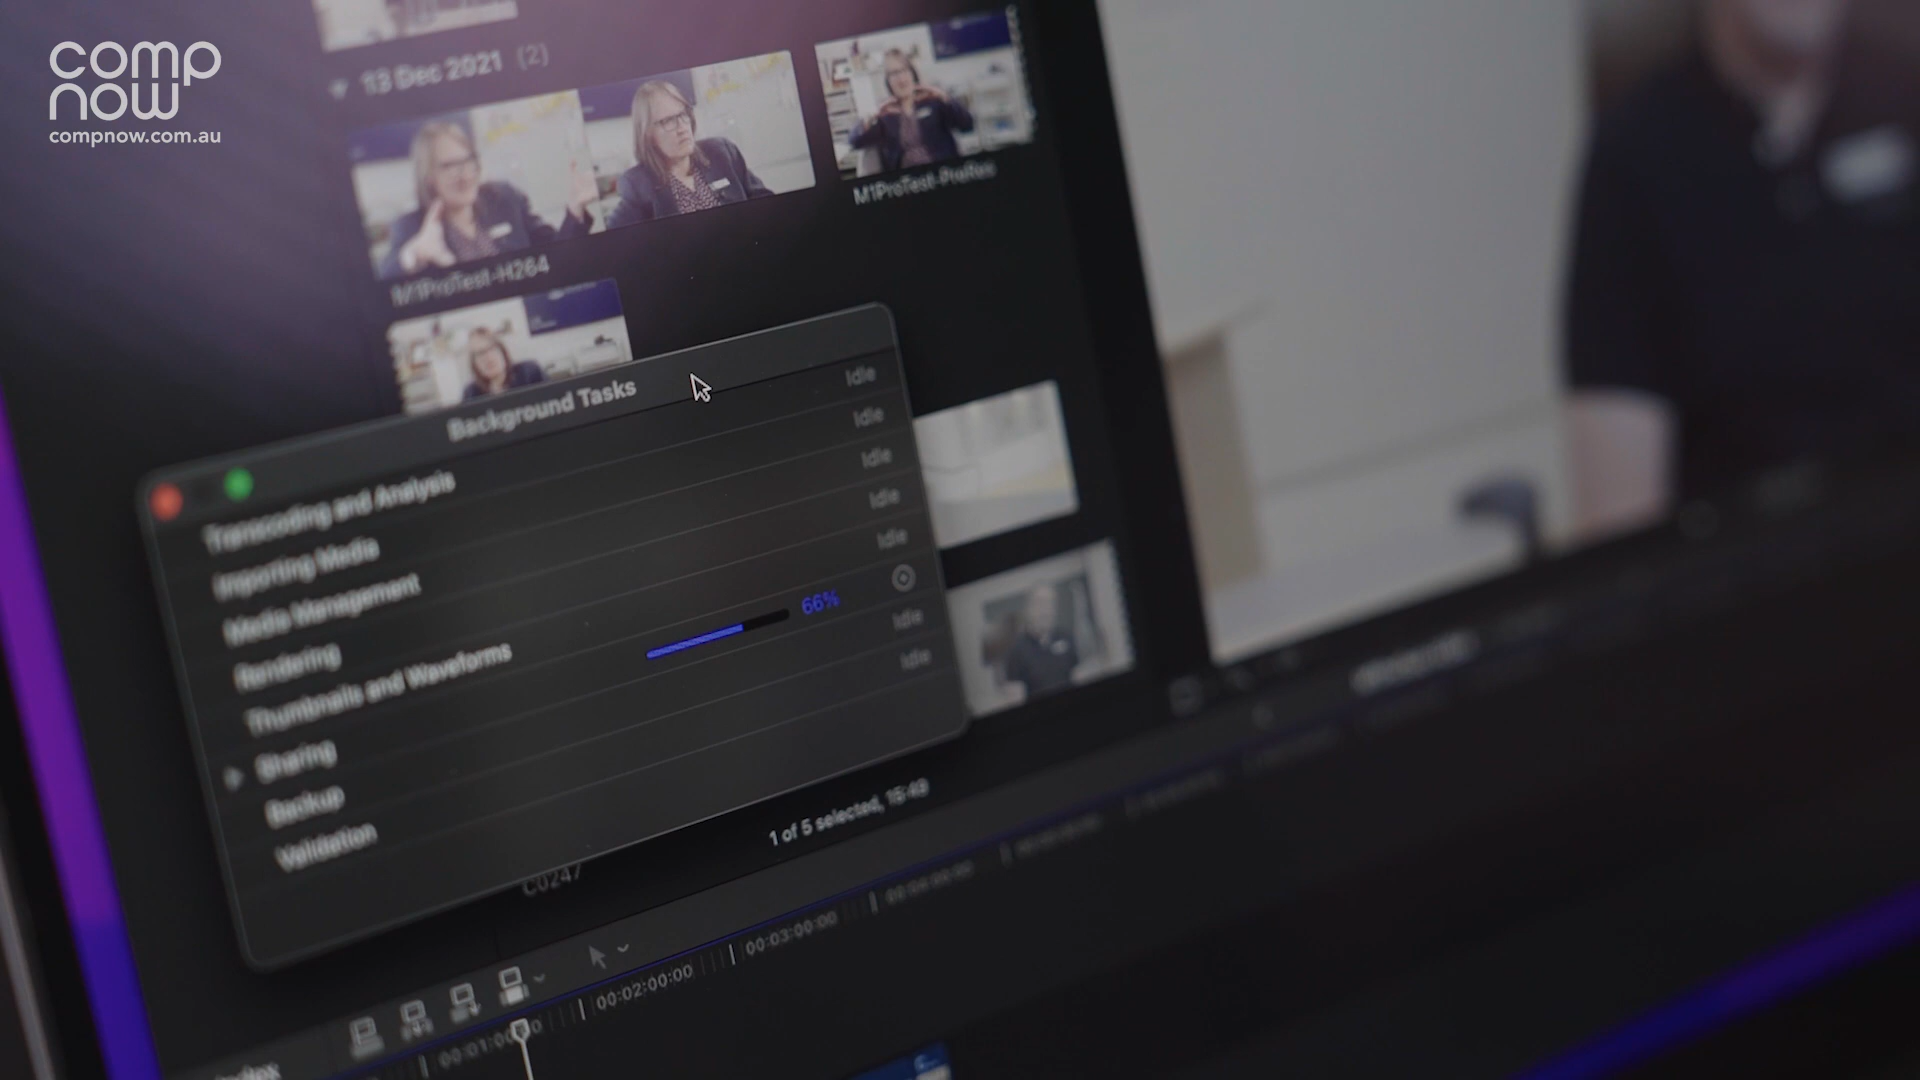 comp
now
compnow.com.au
13 Dec 2021 (2)
M1ProTest-H264
M1ProTest-ProRes
Background Tasks
Transcoding and Analysis Idle
Importing Media Idle
Media Management Idle
Rendering Idle
Thumbnails and Waveforms Idle
Sharing 66%
Backup Idle
Validation Idle
C0247
1 of 5 selected, 15:49
00:02:00:00
00:03:00:00
Index